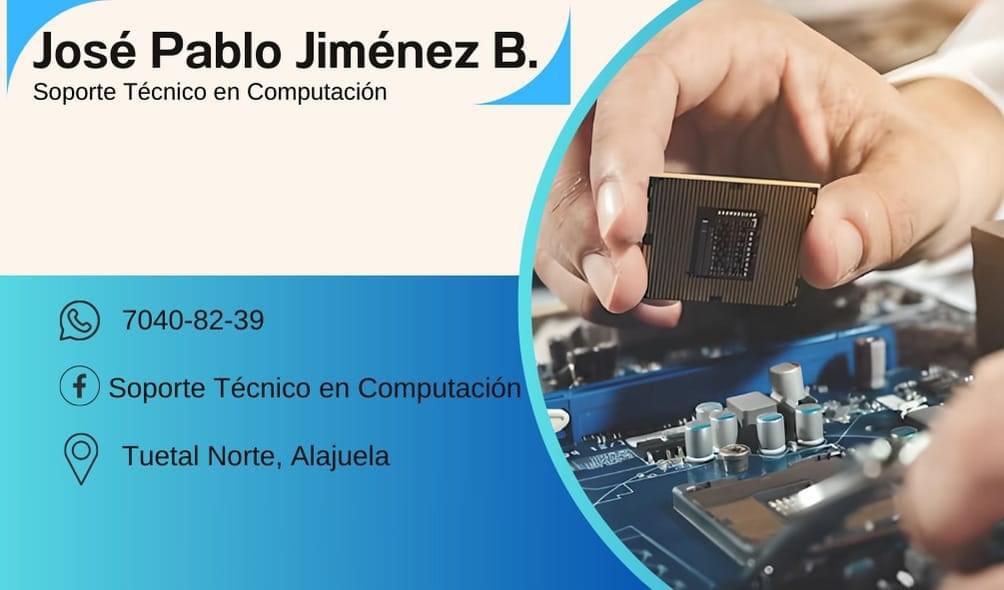 José Pablo Jiménez B.
Soporte Técnico en Computación
7040-82-39
Soporte Técnico en Computación
Tuetal Norte, Alajuela